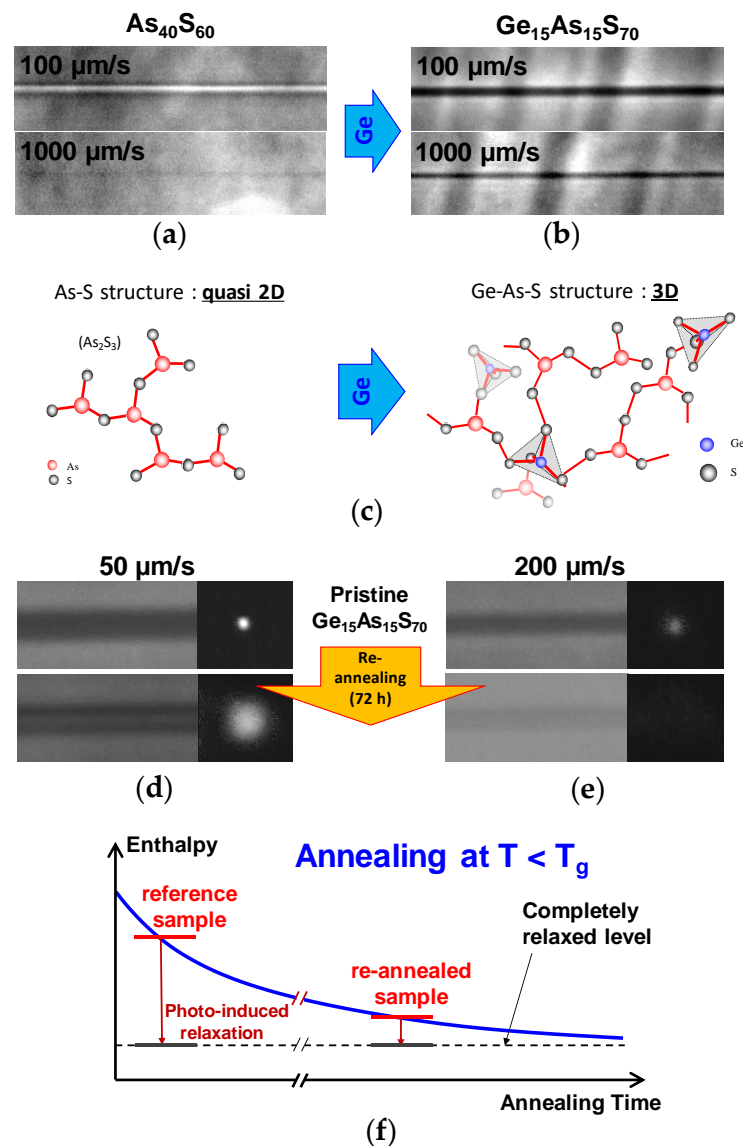 As40S60
Ge15As15S70
100 µm/s
100 µm/s
Ge
1000 µm/s
1000 µm/s
(a)
(b)
As-S structure : quasi 2D
Ge-As-S structure : 3D
(As2S3)
Ge
As
S
Ge
S
(c)
50 µm/s
200 µm/s
Pristine
Ge15As15S70
Re-
annealing
(72 h)
(d)
(e)
Enthalpy
Annealing at T < Tg
reference
sample
Completely
relaxed level
re-annealed
sample
Photo-induced
relaxation
Annealing Time
(f)